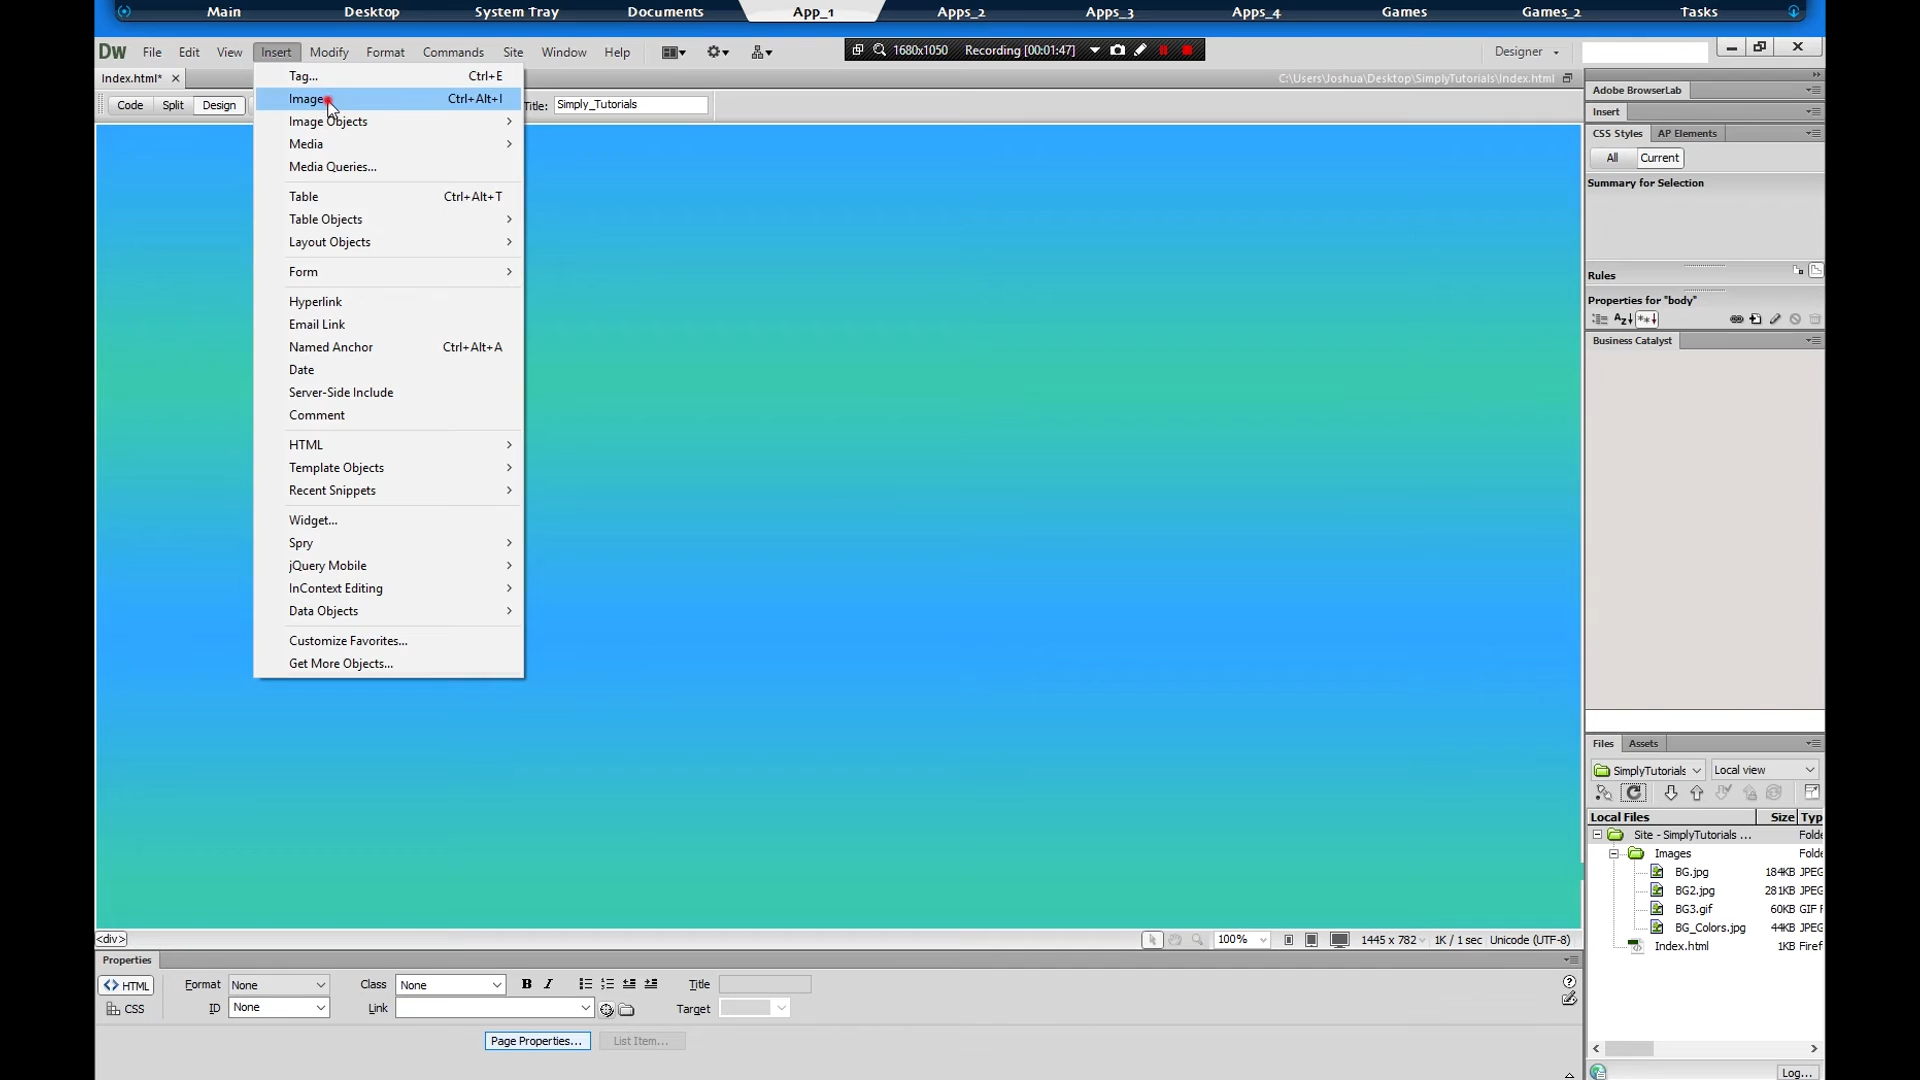 Main Desktop System Tray Documents App_1 Apps_2 Apps_3 Apps_4 Games Games_2 Tasks
Dw File Edit View Insert Modify Format Commands Site Window Help 1680x1050 Recording [00:01:47] Designer
Index.html* C:\Users\Joshua\Desktop\SimplyTutorials\Index.html
Code Split Design Title: Simply_Tutorials
Tag... Ctrl+E
Image Ctrl+Alt+I
Image Objects
Media
Media Queries...
Table Ctrl+Alt+T
Table Objects
Layout Objects
Form
Hyperlink
Email Link
Named Anchor Ctrl+Alt+A
Date
Server-Side Include
Comment
HTML
Template Objects
Recent Snippets
Widget...
Spry
jQuery Mobile
InContext Editing
Data Objects
Customize Favorites...
Get More Objects...
Adobe BrowserLab
Insert
CSS Styles AP Elements
All Current
Summary for Selection
Rules
Properties for "body"
Business Catalyst
Files Assets
SimplyTutorials Local view
Local Files Size Typ
Site - SimplyTutorials ... Folde
Images Folde
BG.jpg 184KB JPEG
BG2.jpg 281KB JPEG
BG3.gif 60KB GIF F
BG_Colors.jpg 44KB JPEG
Index.html 1KB Firef
Log...
<div> 100% 1445 x 782 1K / 1 sec Unicode (UTF-8)
Properties
<> HTML Format None Class None B I Title
CSS ID None Link Target
Page Properties... List Item...